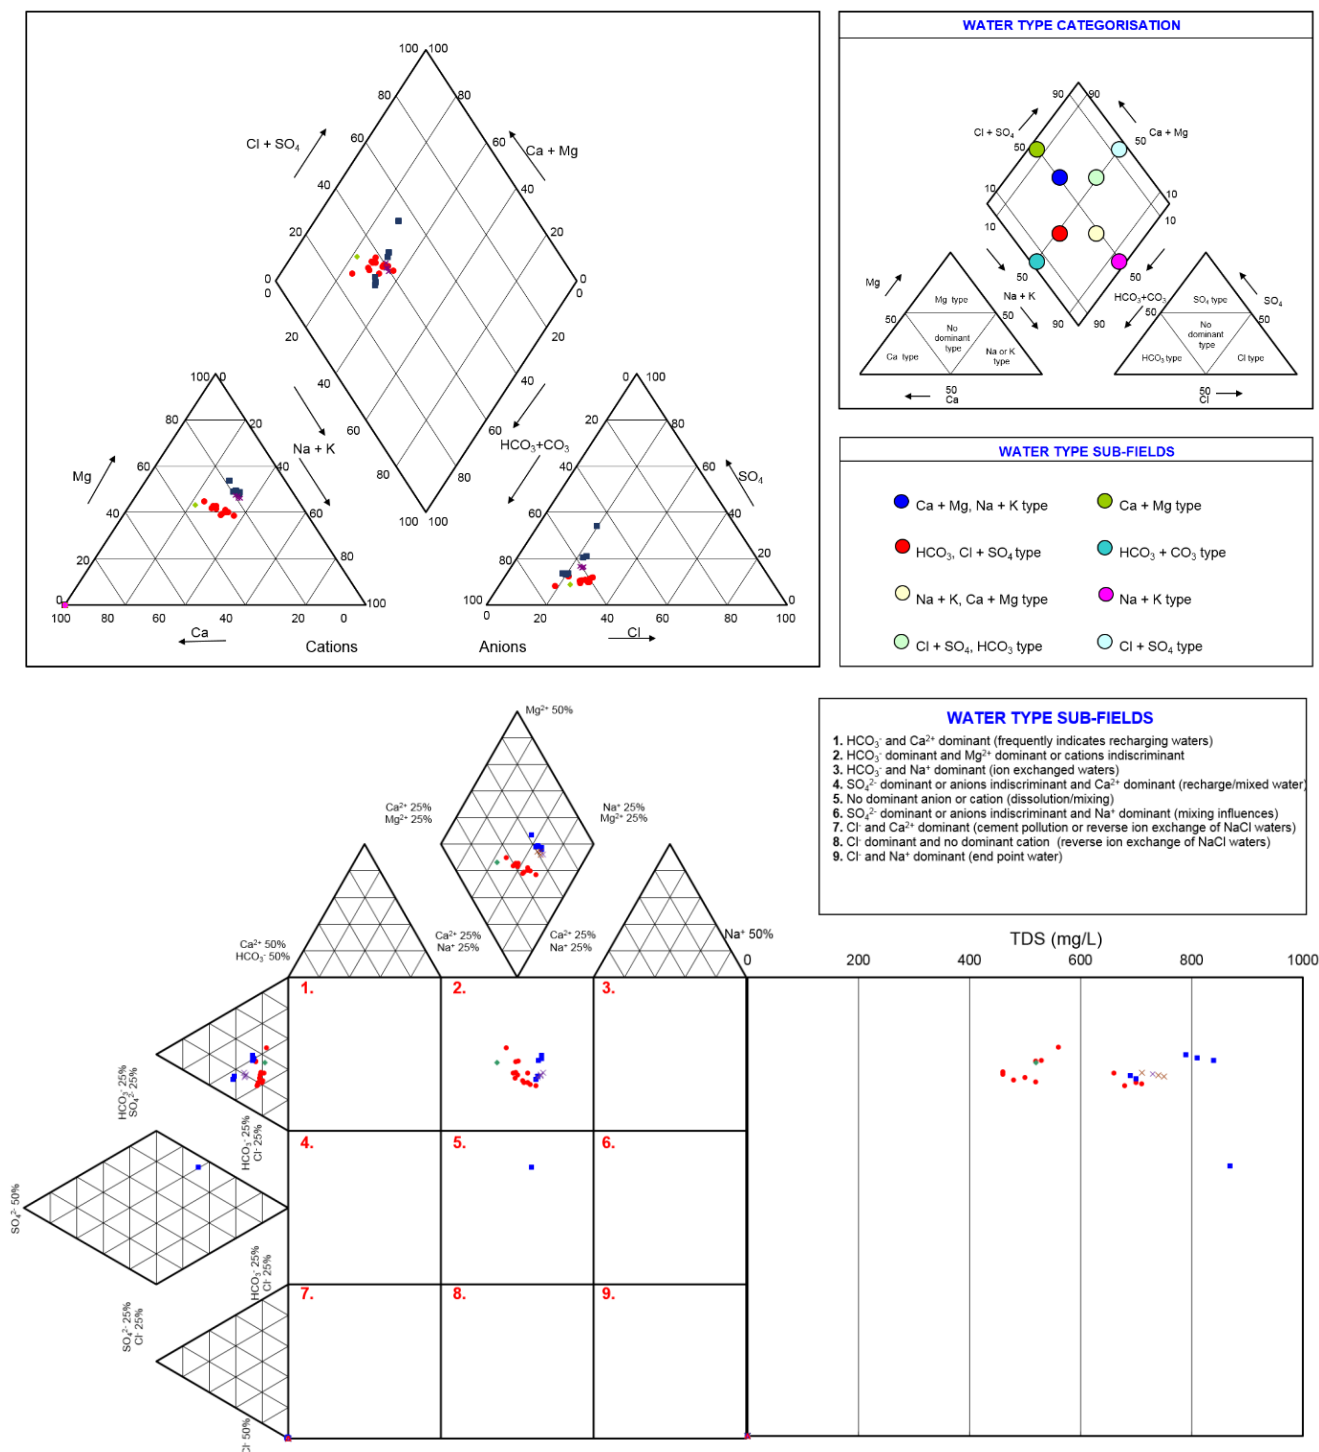 100 100
80 80
60 60
40 40
20 20
0 0
0 0
20 20
40 40
60 60
80 80
100 100
Cl + SO₄
Ca + Mg
Na + K
HCO₃+CO₃
100 0
80 20
60 40
40 60
20 80
0 100
100 80 60 40 20 0
Mg
Ca
Cations
0 100
20 80
40 60
60 40
80 20
100 0
0 20 40 60 80 100
SO₄
Cl
Anions
WATER TYPE CATEGORISATION
90 90
Cl + SO₄
Ca + Mg
50 50
10 10
10 10
50 50
90 90
Mg
Na + K
HCO₃+CO₃
SO₄
Mg type
SO₄ type
50 50
50 50
No
dominant
type
No
dominant
type
Ca type
Na or K
type
HCO₃ type
Cl type
50
Ca
50
Cl
WATER TYPE SUB-FIELDS
Ca + Mg, Na + K type
Ca + Mg type
HCO₃, Cl + SO₄ type
HCO₃ + CO₃ type
Na + K, Ca + Mg type
Na + K type
Cl + SO₄, HCO₃ type
Cl + SO₄ type
WATER TYPE SUB-FIELDS
1. HCO₃⁻ and Ca²⁺ dominant (frequently indicates recharging waters)
2. HCO₃⁻ dominant and Mg²⁺ dominant or cations indiscriminant
3. HCO₃⁻ and Na⁺ dominant (ion exchanged waters)
4. SO₄²⁻ dominant or anions indiscriminant and Ca²⁺ dominant (recharge/mixed water)
5. No dominant anion or cation (dissolution/mixing)
6. SO₄²⁻ dominant or anions indiscriminant and Na⁺ dominant (mixing influences)
7. Cl⁻ and Ca²⁺ dominant (cement pollution or reverse ion exchange of NaCl waters)
8. Cl⁻ dominant and no dominant cation (reverse ion exchange of NaCl waters)
9. Cl⁻ and Na⁺ dominant (end point water)
Mg²⁺ 50%
Ca²⁺ 25%
Mg²⁺ 25%
Na⁺ 25%
Mg²⁺ 25%
Ca²⁺ 50%
HCO₃⁻ 50%
Ca²⁺ 25%
Na⁺ 25%
Ca²⁺ 25%
Na⁺ 25%
Na⁺ 50%
TDS (mg/L)
0 200 400 600 800 1000
1. 2. 3.
HCO₃⁻ 25%
SO₄²⁻ 25%
HCO₃⁻ 25%
Cl⁻ 25%
4. 5. 6.
SO₄²⁻ 50%
HCO₃⁻ 25%
Cl⁻ 25%
7. 8. 9.
SO₄²⁻ 25%
Cl⁻ 25%
Cl⁻ 50%